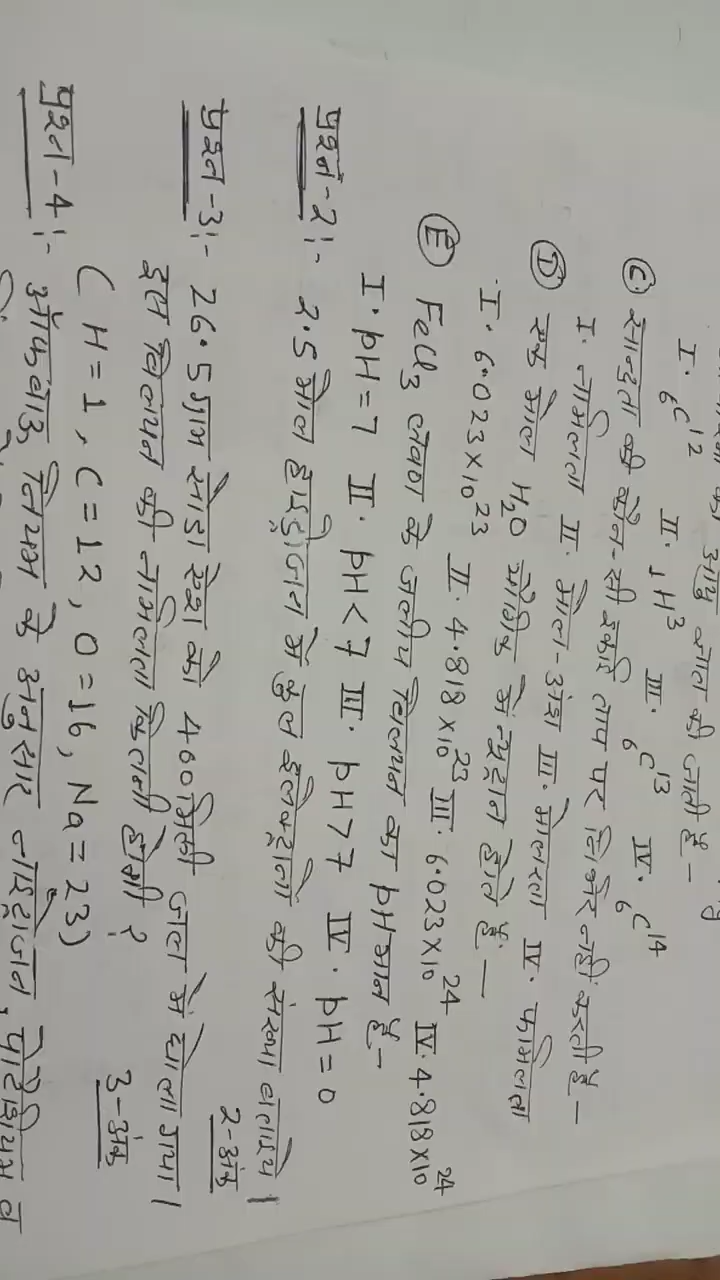 आयु ज्ञात की जाती है –
I. ₆C¹² II. ₁H³ III. ₆C¹³ IV. ₆C¹⁴
(C) सान्द्रता की कौन-सी इकाई ताप पर निर्भर नहीं करती है –
I. नार्मलता II. मोल-अंश III. मोलरता IV. फार्मलता
(D) एक मोल H₂O यौगिक में न्यूट्रान होते हैं –
I. 6.023×10²³ II. 4.818×10²³ III. 6.023×10²⁴ IV. 4.818×10²⁴
(E) FeCl₃ लवण के जलीय विलयन का pH मान है –
I. pH=7 II. pH<7 III. pH>7 IV. pH=0
प्रश्न-2:- 2.5 मोल हाइड्रोजन में कुल इलेक्ट्रानों की संख्या बताइये।
2-अंक
प्रश्न-3:- 26.5 ग्राम सोडा ऐश को 400 मिली जल में घोला गया।
इस विलयन की नार्मलता कितनी होगी?
3-अंक
(H=1, C=12, O=16, Na=23)
प्रश्न-4:- ऑफबाऊ नियम के अनुसार नाइट्रोजन, पोटैशियम व